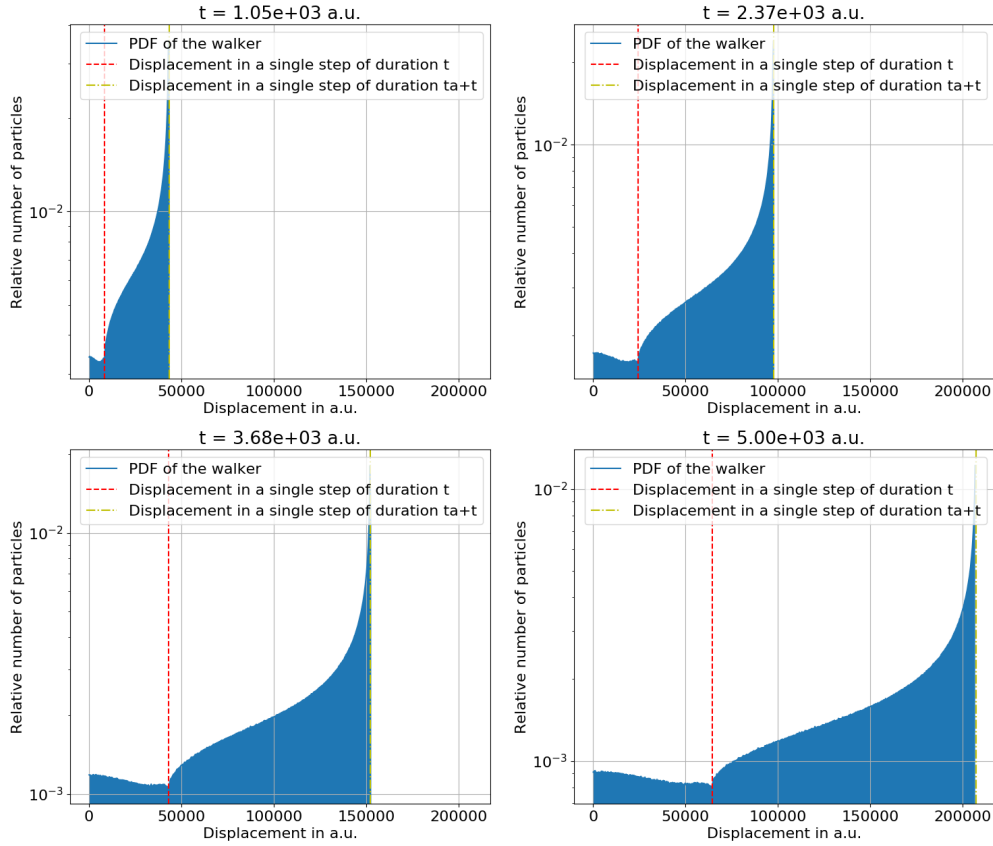 t = 1.05e+03 a.u.
PDF of the walker
Displacement in a single step of duration t
Displacement in a single step of duration ta+t
Relative number of particles
10⁻²
0 50000 100000 150000 200000
Displacement in a.u.
t = 2.37e+03 a.u.
PDF of the walker
Displacement in a single step of duration t
Displacement in a single step of duration ta+t
Relative number of particles
10⁻²
0 50000 100000 150000 200000
Displacement in a.u.
t = 3.68e+03 a.u.
PDF of the walker
Displacement in a single step of duration t
Displacement in a single step of duration ta+t
Relative number of particles
10⁻²
10⁻³
0 50000 100000 150000 200000
Displacement in a.u.
t = 5.00e+03 a.u.
PDF of the walker
Displacement in a single step of duration t
Displacement in a single step of duration ta+t
Relative number of particles
10⁻²
10⁻³
0 50000 100000 150000 200000
Displacement in a.u.